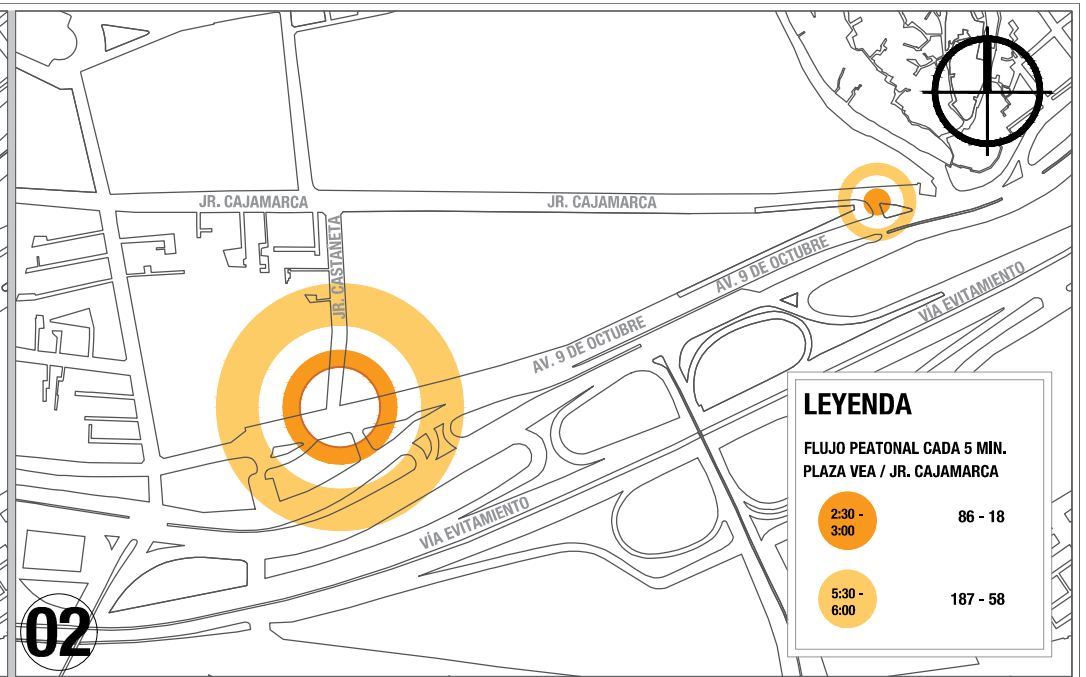 JR. CAJAMARCA
JR. CAJAMARCA
JR. CASTAÑETA
AV. 9 DE OCTUBRE
AV. 9 DE OCTUBRE
VÍA EVITAMIENTO
VÍA EVITAMIENTO
LEYENDA
FLUJO PEATONAL CADA 5 MÍN.
PLAZA VEA / JR. CAJAMARCA
2:30 -
3:00
86 - 18
5:30 -
6:00
187 - 58
02